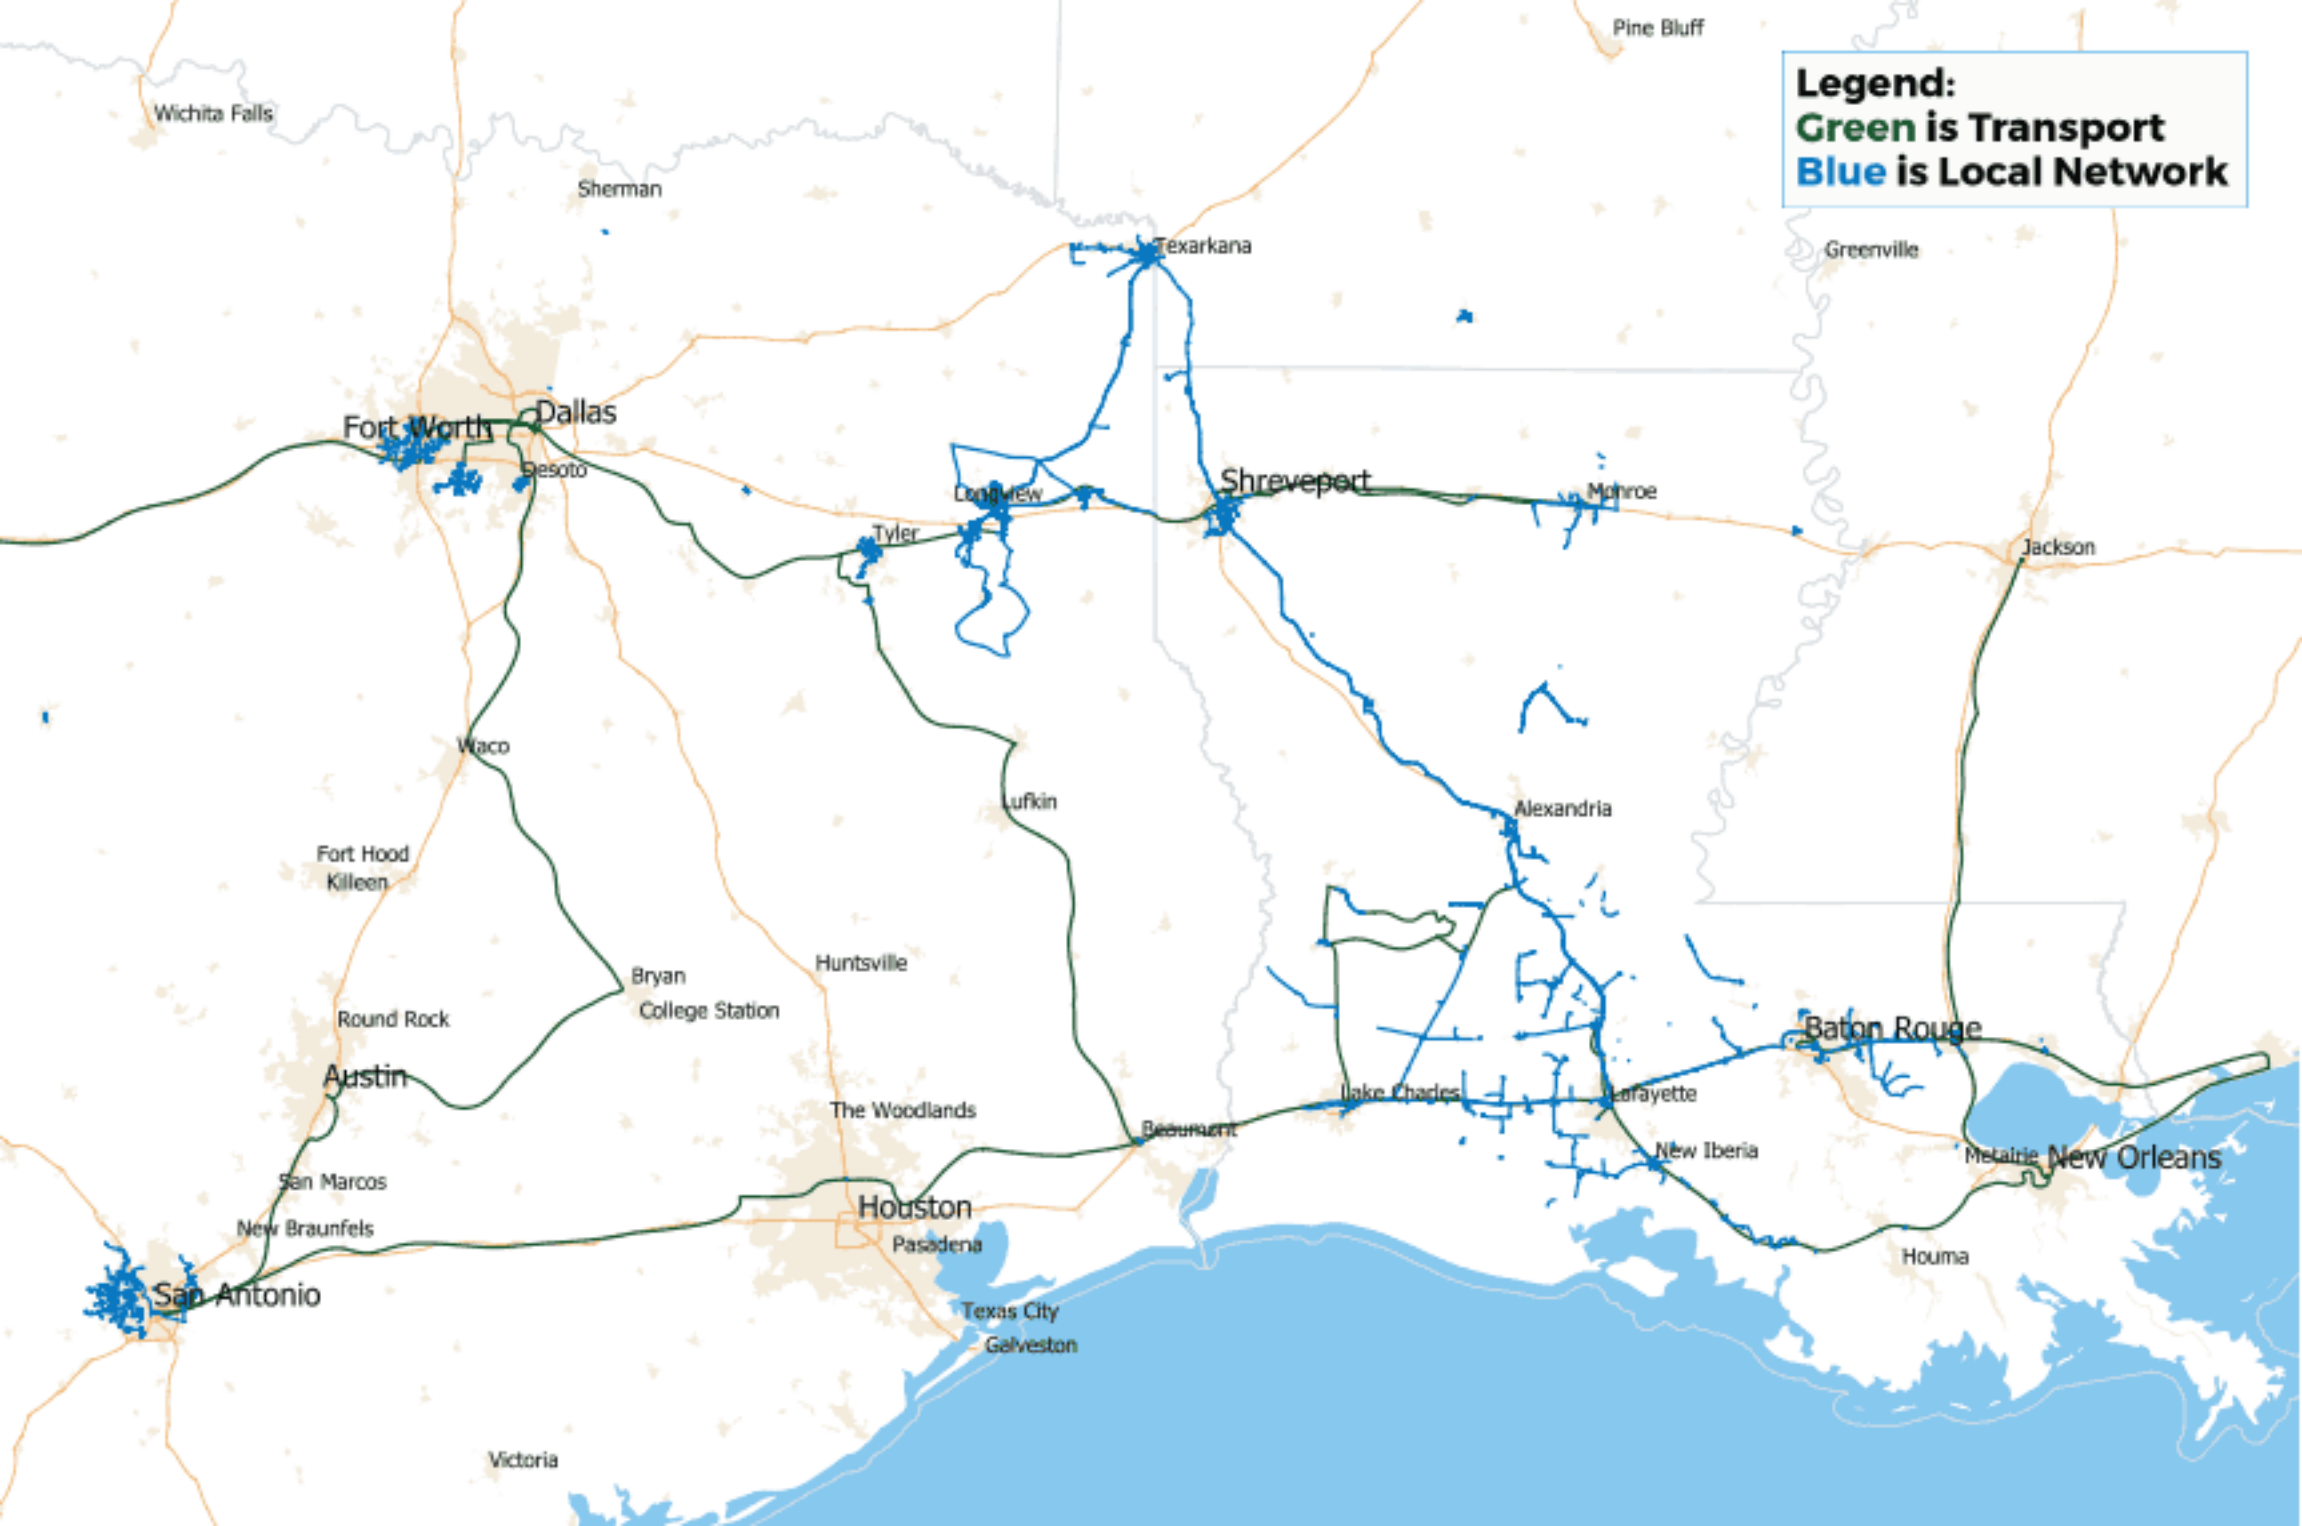 Pine Bluff
Legend:
Green is Transport
Blue is Local Network
Wichita Falls
Sherman
Texarkana
Greenville
Fort Worth
Dallas
Desoto
Longview
Shreveport
Monroe
Tyler
Jackson
Waco
Lufkin
Alexandria
Fort Hood
Killeen
Huntsville
Bryan
College Station
Round Rock
Baton Rouge
Austin
Lake Charles
Lafayette
The Woodlands
Beaumont
New Iberia
Metairie
New Orleans
San Marcos
Houston
New Braunfels
Pasadena
Houma
San Antonio
Texas City
Galveston
Victoria